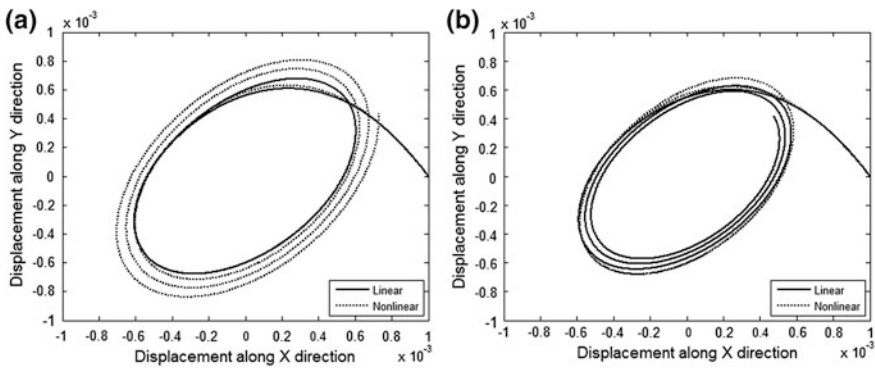 (a)
x 10⁻³
1
0.8
0.6
0.4
0.2
0
-0.2
-0.4
-0.6
-0.8
-1
Displacement along Y direction
-1 -0.8 -0.6 -0.4 -0.2 0 0.2 0.4 0.6 0.8 1
Displacement along X direction
x 10⁻³
Linear
Nonlinear
(b)
x 10⁻³
1
0.8
0.6
0.4
0.2
0
-0.2
-0.4
-0.6
-0.8
-1
Displacement along Y direction
-1 -0.8 -0.6 -0.4 -0.2 0 0.2 0.4 0.6 0.8 1
Displacement along X direction
x 10⁻³
Linear
Nonlinear